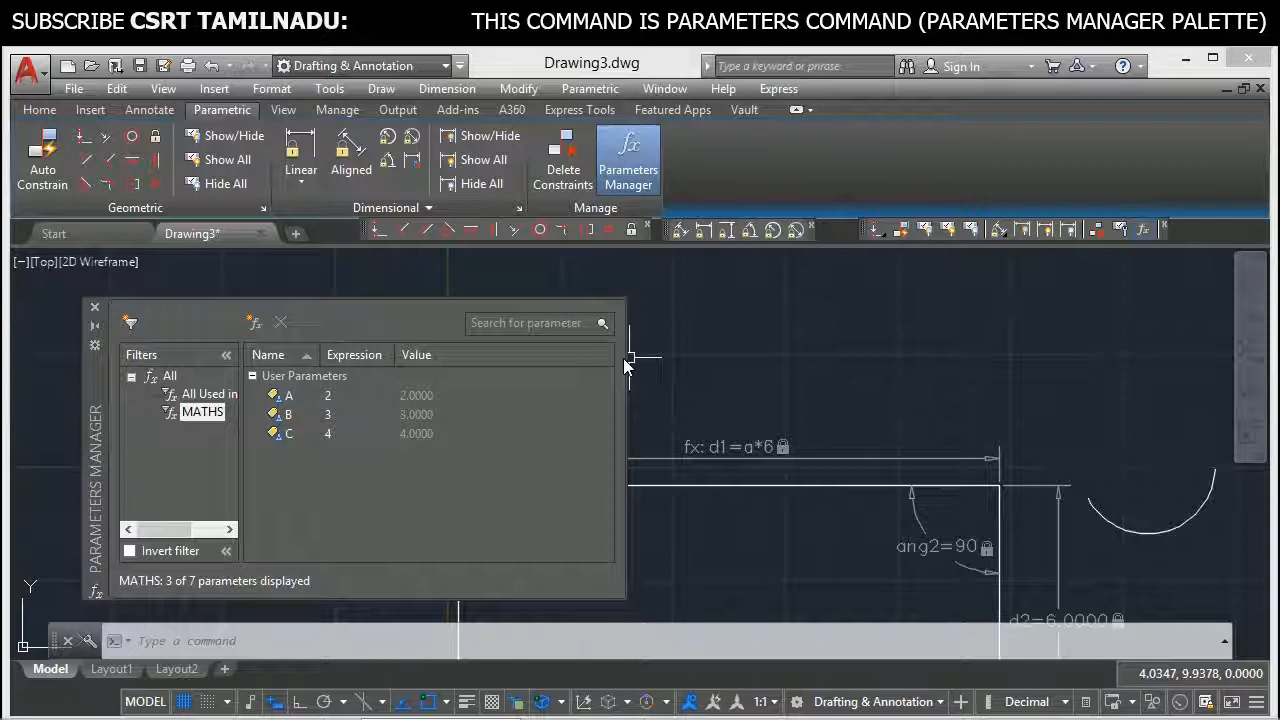 SUBSCRIBE CSRT TAMILNADU: THIS COMMAND IS PARAMETERS COMMAND (PARAMETERS MANAGER PALETTE)
Drafting & Annotation Drawing3.dwg Type a keyword or phrase Sign In
File Edit View Insert Format Tools Draw Dimension Modify Parametric Window Help Express
Home Insert Annotate Parametric View Manage Output Add-ins A360 Express Tools Featured Apps Vault
Auto Constrain
Show/Hide
Show All
Hide All
Linear
Aligned
Show/Hide
Show All
Hide All
Delete Constraints
Parameters Manager
Geometric Dimensional Manage
Start Drawing3* +
[−][Top][2D Wireframe]
Search for parameter
Filters Name Expression Value
All User Parameters
All Used in A 2 2.0000
MATHS B 3 3.0000
C 4 4.0000
PARAMETERS MANAGER
Invert filter
MATHS: 3 of 7 parameters displayed
fx: d1=a*6
ang2=90
d2=6.0000
Y
Type a command
Model Layout1 Layout2 + 4.0347, 9.9378, 0.0000
MODEL 1:1 Drafting & Annotation Decimal